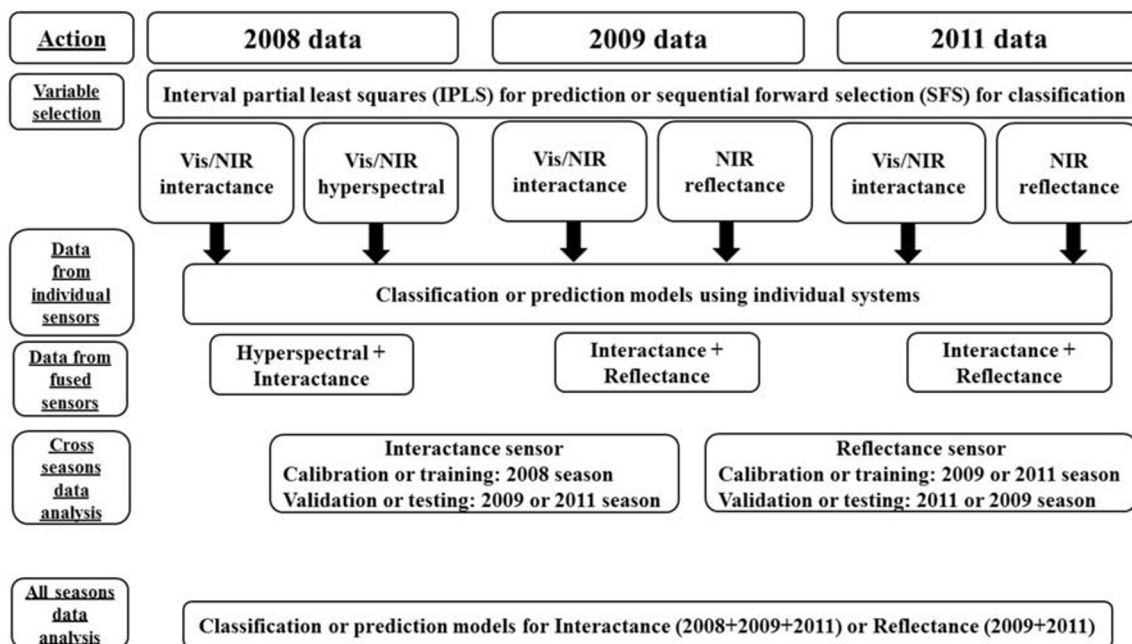 Action
2008 data
2009 data
2011 data
Variable
selection
Interval partial least squares (IPLS) for prediction or sequential forward selection (SFS) for classification
Vis/NIR
interactance
Vis/NIR
hyperspectral
Vis/NIR
interactance
NIR
reflectance
Vis/NIR
interactance
NIR
reflectance
Data
from
individual
sensors
Classification or prediction models using individual systems
Data from
fused
sensors
Hyperspectral +
Interactance
Interactance +
Reflectance
Interactance +
Reflectance
Cross
seasons
data
analysis
Interactance sensor
Calibration or training: 2008 season
Validation or testing: 2009 or 2011 season
Reflectance sensor
Calibration or training: 2009 or 2011 season
Validation or testing: 2011 or 2009 season
All seasons
data
analysis
Classification or prediction models for Interactance (2008+2009+2011) or Reflectance (2009+2011)